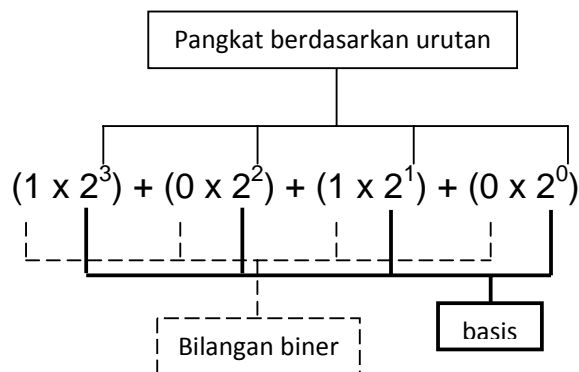 Pangkat berdasarkan urutan
(1 x 2³) + (0 x 2²) + (1 x 2¹) + (0 x 2⁰)
basis
Bilangan biner